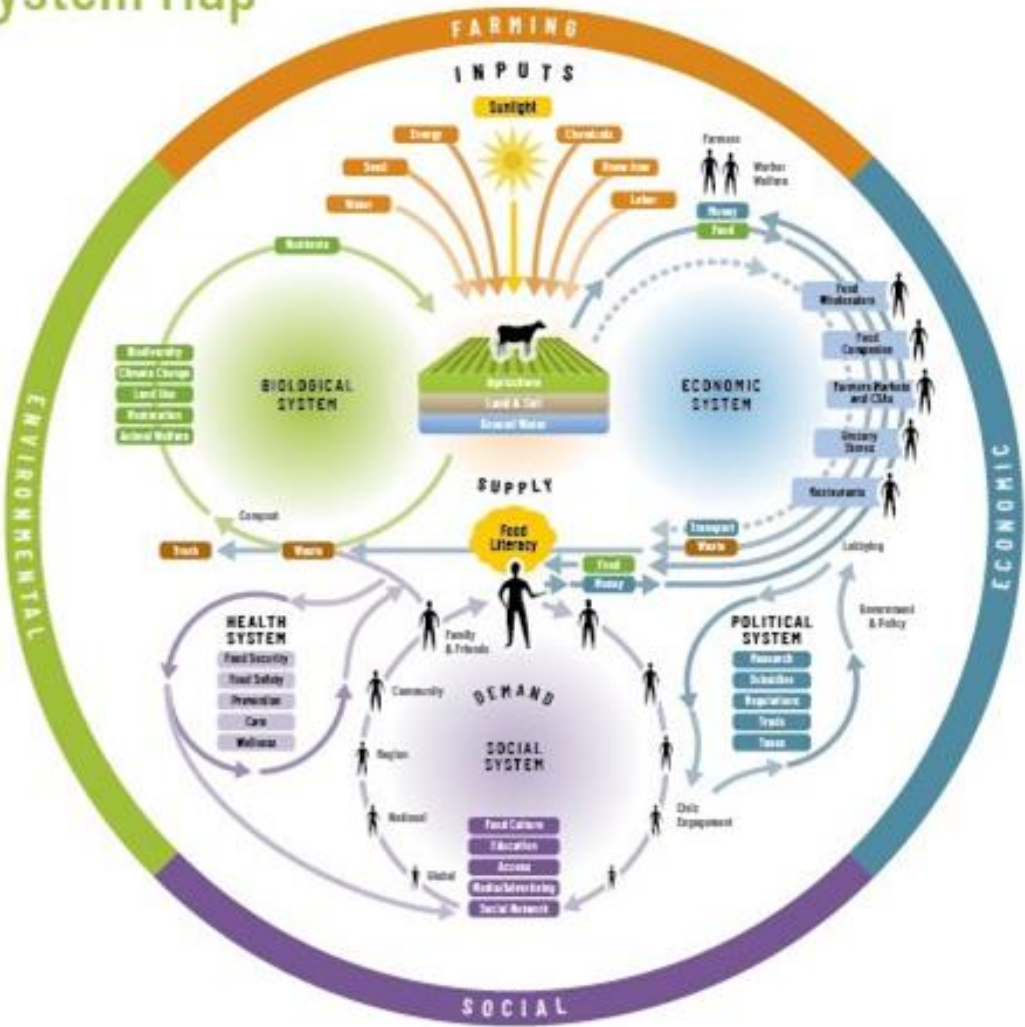 ystem Map
FARMING
INPUTS
Sunlight
Energy
Chemicals
Seed
Know-how
Water
Labor
Farmers
Worker
Welfare
Money
Food
Nutrients
Food
Wholesalers
Food
Companies
Farmers Markets
and CSAs
Grocery
Stores
Restaurants
Biodiversity
Climate Change
Land Use
Restoration
Animal Welfare
BIOLOGICAL
SYSTEM
Agriculture
Land & Soil
Ground Water
ECONOMIC
SYSTEM
ENVIRONMENTAL
ECONOMIC
SUPPLY
Compost
Food
Literacy
Transport
Waste
Trash
Waste
Food
Money
Lobbying
HEALTH
SYSTEM
Food Security
Food Safety
Prevention
Care
Wellness
Family
& Friends
Community
Region
National
Global
DEMAND
SOCIAL
SYSTEM
Food Culture
Education
Access
Media/Advertising
Social Network
POLITICAL
SYSTEM
Research
Subsidies
Regulations
Trade
Taxes
Government
& Policy
Civic
Engagement
SOCIAL